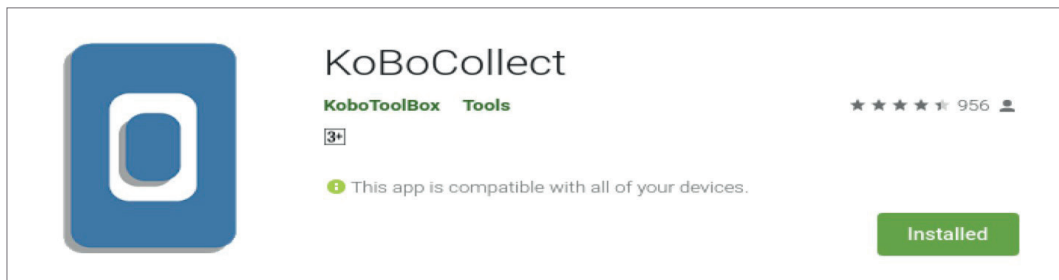 KoBoCollect
KoboToolBox Tools 956
3+
This app is compatible with all of your devices.
Installed